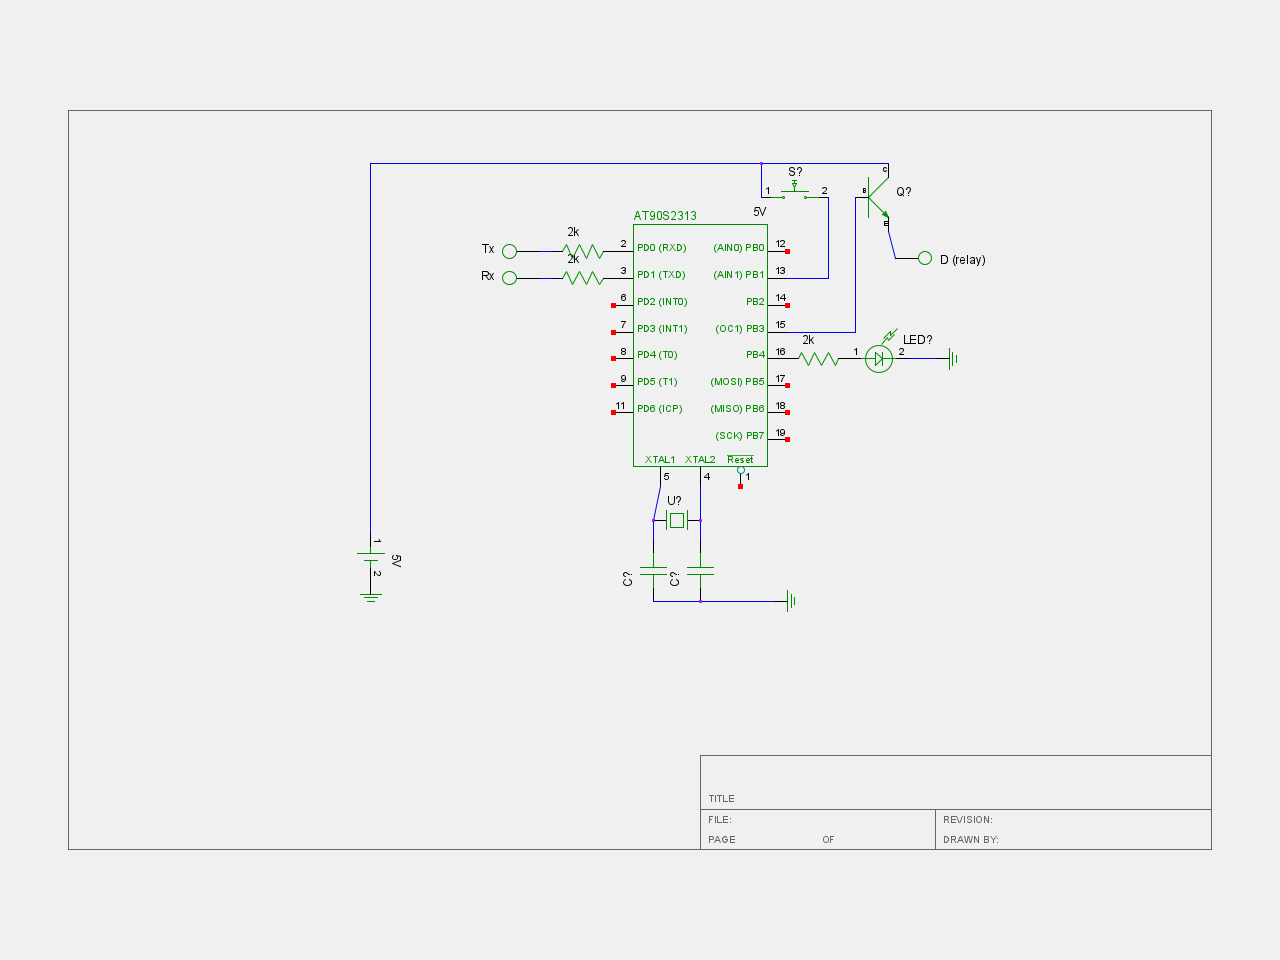 S?
C
1
2
B
Q?
5V
E
AT90S2313
2k
Tx
2
PD0 (RXD)
(AIN0) PB0
12
D (relay)
2k
Rx
3
PD1 (TXD)
(AIN1) PB1
13
6
PD2 (INT0)
PB2
14
7
PD3 (INT1)
(OC1) PB3
15
2k
LED?
8
PD4 (T0)
PB4
16
1
2
9
PD5 (T1)
(MOSI) PB5
17
11
PD6 (ICP)
(MISO) PB6
18
(SCK) PB7
19
XTAL1
XTAL2
Reset
5
4
1
U?
1
5V
2
C?
C?
TITLE
FILE:
REVISION:
PAGE OF
DRAWN BY: